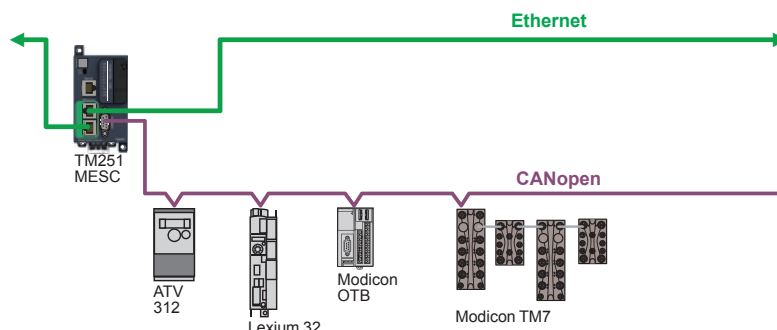 Ethernet
TM251
MESC
CANopen
ATV
312
Lexium 32
Modicon
OTB
Modicon TM7